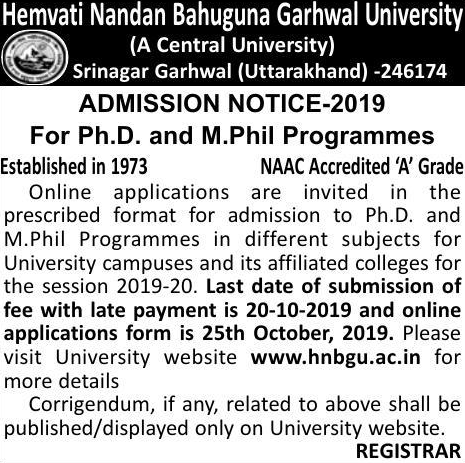 Hemvati Nandan Bahuguna Garhwal University
(A Central University)
Srinagar Garhwal (Uttarakhand) -246174
ADMISSION NOTICE-2019
For Ph.D. and M.Phil Programmes
Established in 1973 NAAC Accredited ‘A’ Grade
Online applications are invited in the
prescribed format for admission to Ph.D. and
M.Phil Programmes in different subjects for
University campuses and its affiliated colleges for
the session 2019-20. Last date of submission of
fee with late payment is 20-10-2019 and online
applications form is 25th October, 2019. Please
visit University website www.hnbgu.ac.in for
more details
Corrigendum, if any, related to above shall be
published/displayed only on University website.
REGISTRAR